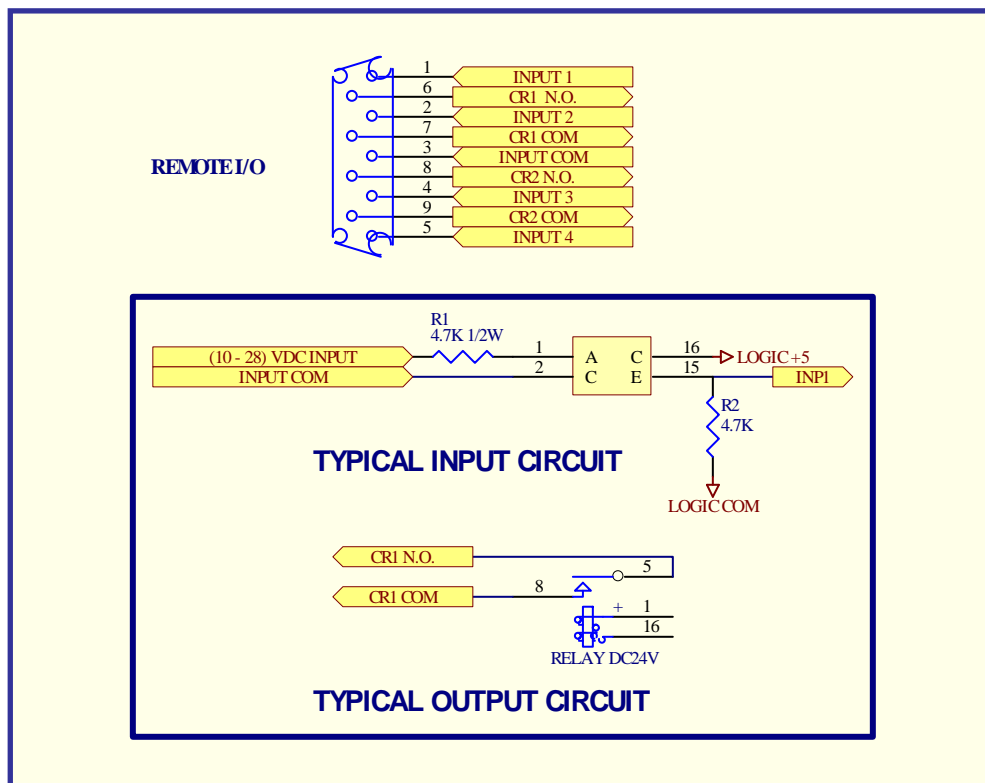 1 INPUT 1
6 CR1 N.O.
2 INPUT 2
7 CR1 COM
3 INPUT COM
REMOTE I/O
8 CR2 N.O.
4 INPUT 3
9 CR2 COM
5 INPUT 4
R1
4.7K 1/2W
(10 - 28) VDC INPUT 1 A C 16 LOGIC +5
INPUT COM 2 C E 15 INP1
R2
4.7K
TYPICAL INPUT CIRCUIT
LOGIC COM
CR1 N.O. 5
CR1 COM 8
+ 1
16
RELAY DC24V
TYPICAL OUTPUT CIRCUIT